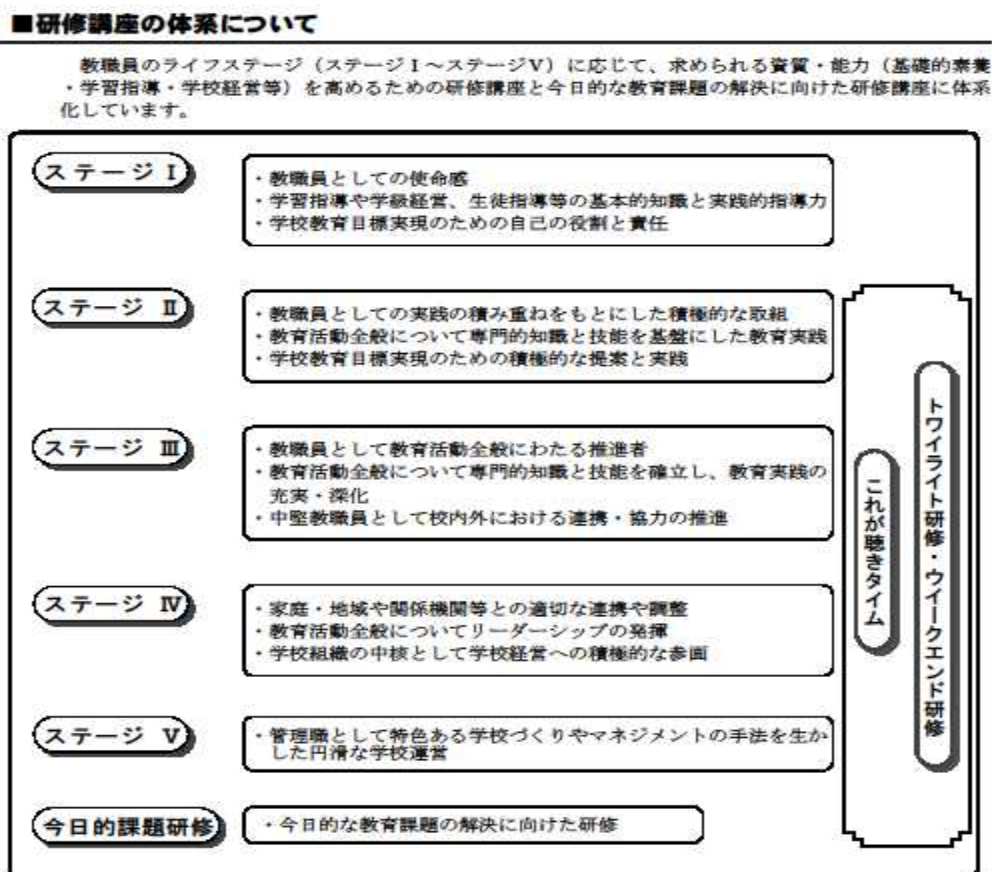 ■研修講座の体系について
教職員のライフステージ（ステージⅠ～ステージⅤ）に応じて、求められる資質・能力（基礎的素養
・学習指導・学校経営等）を高めるための研修講座と今日的な教育課題の解決に向けた研修講座に体系
化しています。
ステージⅠ
・教職員としての使命感
・学習指導や学級経営、生徒指導等の基本的知識と実践的指導力
・学校教育目標実現のための自己の役割と責任
ステージ Ⅱ
・教職員としての実践の積み重ねをもとにした積極的な取組
・教育活動全般について専門的知識と技能を基盤にした教育実践
・学校教育目標実現のための積極的な提案と実践
ステージ Ⅲ
・教職員として教育活動全般にわたる推進者
・教育活動全般について専門的知識と技能を確立し、教育実践の
充実・深化
・中堅教職員として校内外における連携・協力の推進
ステージ Ⅳ
・家庭・地域や関係機関等との適切な連携や調整
・教育活動全般についてリーダーシップの発揮
・学校組織の中核として学校経営への積極的な参画
ステージ Ⅴ
・管理職として特色ある学校づくりやマネジメントの手法を生か
した円滑な学校運営
今日的課題研修
・今日的な教育課題の解決に向けた研修
トワイライト研修・ウイークエンド研修
これが聴きタイム